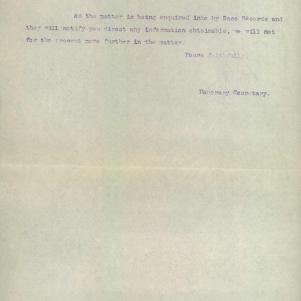 As the matter is being enquired into by Base Records and
they will notify you direct any information obtainable, we will not
for the present move further in the matter.
Yours faithfully,
Honorary Secretary.